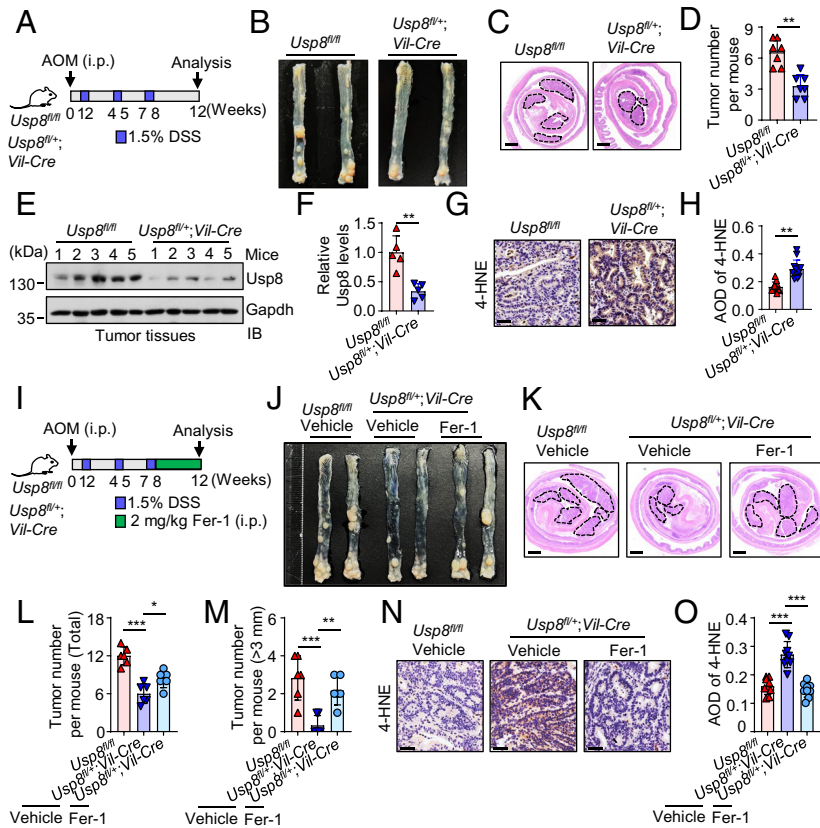 A
AOM (i.p.)
Analysis
0 12 4 5 7 8 12(Weeks)
Usp8fl/fl
Usp8fl/+;
Vil-Cre
1.5% DSS
B
Usp8fl/fl
Usp8fl/+;
Vil-Cre
C
Usp8fl/fl
Usp8fl/+;
Vil-Cre
D
Tumor number
per mouse
9
6
3
0
**
Usp8fl/fl
Usp8fl/+;Vil-Cre
E
Usp8fl/fl
Usp8fl/+;Vil-Cre
(kDa)
1 2 3 4 5 1 2 3 4 5 Mice
130
Usp8
35
Gapdh
Tumor tissues
IB
F
Relative
Usp8 levels
1.5
1.0
0.5
0.0
**
Usp8fl/fl
Usp8fl/+;Vil-Cre
G
Usp8fl/fl
Usp8fl/+;
Vil-Cre
4-HNE
H
AOD of 4-HNE
0.6
0.4
0.2
0.0
**
Usp8fl/fl
Usp8fl/+;Vil-Cre
I
AOM (i.p.)
Analysis
0 12 4 5 7 8 12 (Weeks)
Usp8fl/fl
Usp8fl/+;
Vil-Cre
1.5% DSS
2 mg/kg Fer-1 (i.p.)
J
Usp8fl/fl
Usp8fl/+;Vil-Cre
Vehicle
Vehicle
Fer-1
K
Usp8fl/fl
Vehicle
Usp8fl/+;Vil-Cre
Vehicle
Fer-1
L
Tumor number
per mouse (Total)
18
12
6
0
***
*
Usp8fl/fl
Usp8fl/+;Vil-Cre
Usp8fl/+;Vil-Cre
Vehicle
Fer-1
M
Tumor number
per mouse (>3 mm)
6
4
2
0
***
**
Usp8fl/fl
Usp8fl/+;Vil-Cre
Usp8fl/+;Vil-Cre
Vehicle
Fer-1
N
Usp8fl/fl
Vehicle
Usp8fl/+;Vil-Cre
Vehicle
Fer-1
4-HNE
O
AOD of 4-HNE
0.4
0.3
0.2
0.1
0
***
***
Usp8fl/fl
Usp8fl/+;Vil-Cre
Usp8fl/+;Vil-Cre
Vehicle
Fer-1